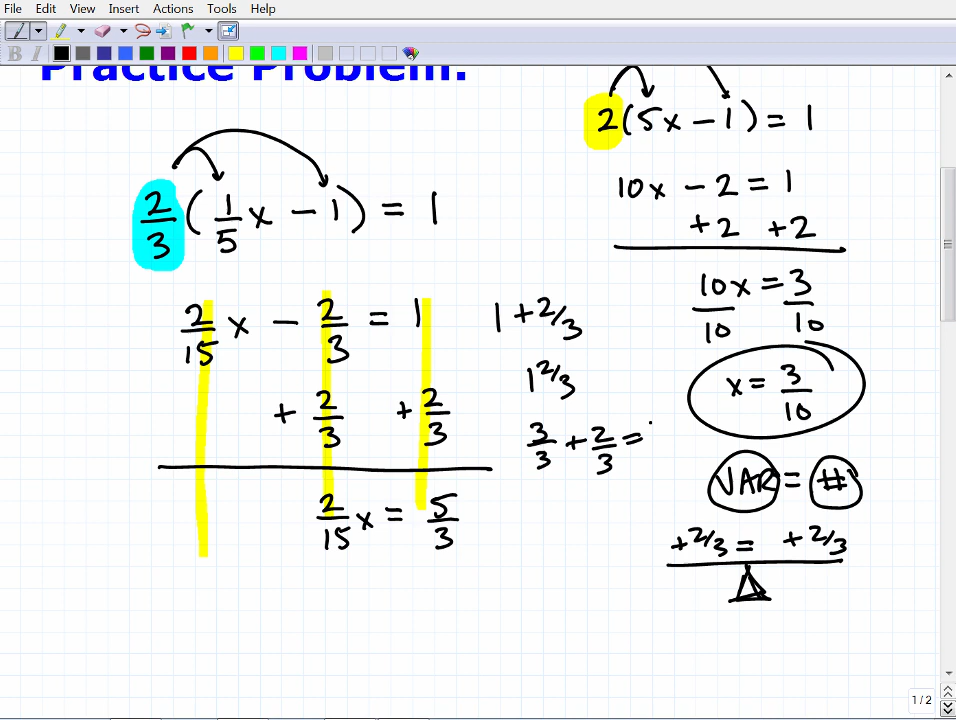 File Edit View Insert Actions Tools Help
B I
Practice Problem:
2/3 (1/5 x − 1) = 1
2/15 x − 2/3 = 1
+ 2/3 + 2/3
2/15 x = 5/3
1 + 2/3
1 2/3
3/3 + 2/3 =
2(5x − 1) = 1
10x − 2 = 1
+2 +2
10x = 3
10 10
x = 3/10
VAR = #
+2/3 = +2/3
1 / 2